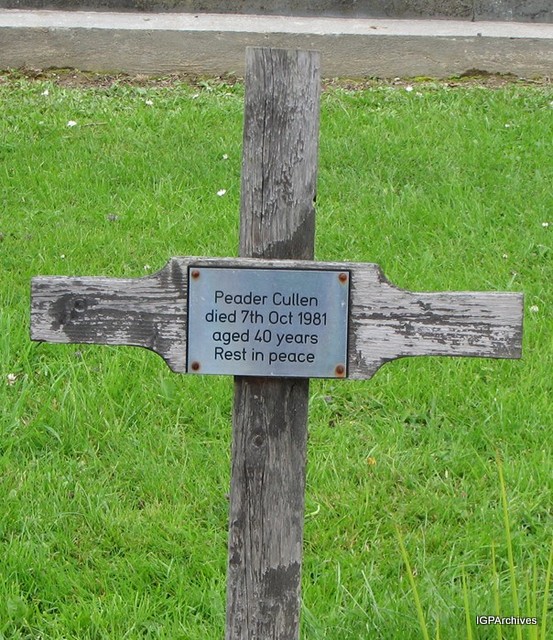 Peader Cullen
died 7th Oct 1981
aged 40 years
Rest in peace
IGPArchives